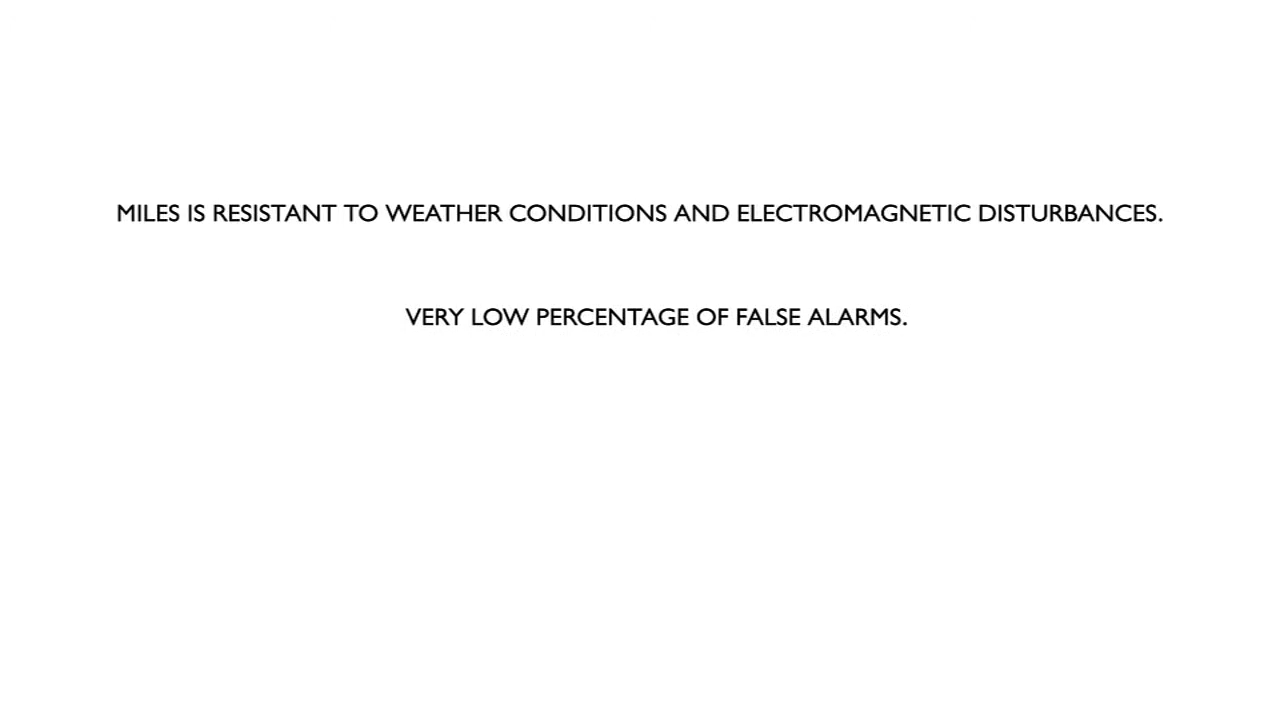 MILES IS RESISTANT TO WEATHER CONDITIONS AND ELECTROMAGNETIC DISTURBANCES.
VERY LOW PERCENTAGE OF FALSE ALARMS.